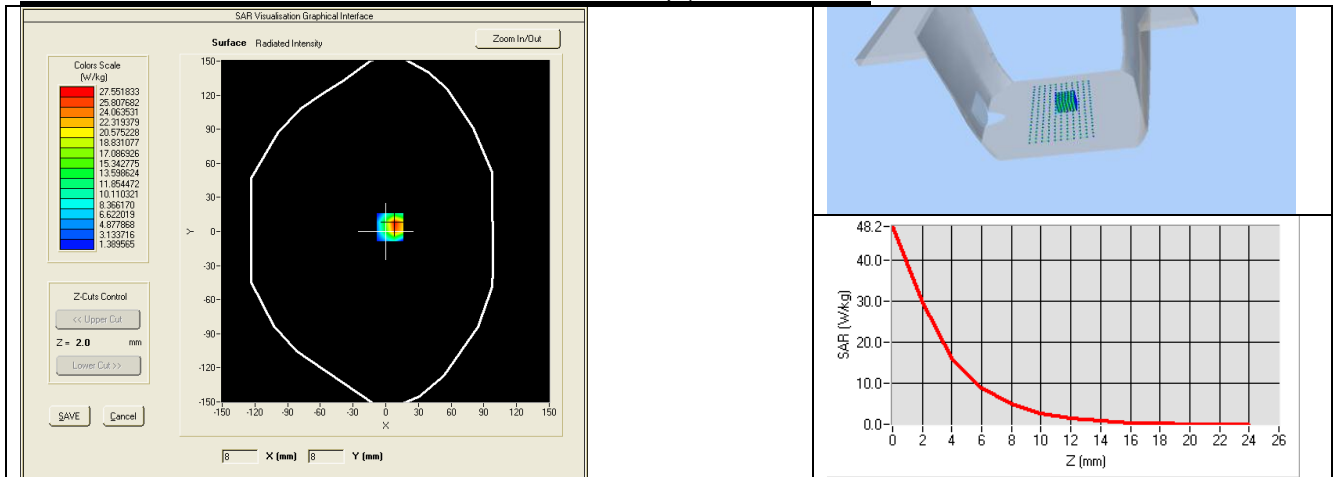 SAR Visualisation Graphical Interface
Surface Radiated Intensity
Zoom In/Out
Colors Scale
(W/kg)
27.551833
25.807682
24.063531
22.319379
20.575228
18.831077
17.086926
15.342775
13.598624
11.854472
10.110321
8.366170
6.622019
4.877868
3.133716
1.389565
Z-Cuts Control
<< Upper Cut
Z = 2.0 mm
Lower Cut >>
SAVE Cancel
150
120
90
60
30
0
-30
-60
-90
-120
-150
Y
-150 -120 -90 -60 -30 0 30 60 90 120 150
X
8 X (mm) 8 Y (mm)
48.2
40.0
30.0
20.0
10.0
0.0
SAR (W/kg)
0 2 4 6 8 10 12 14 16 18 20 22 24 26
Z (mm)